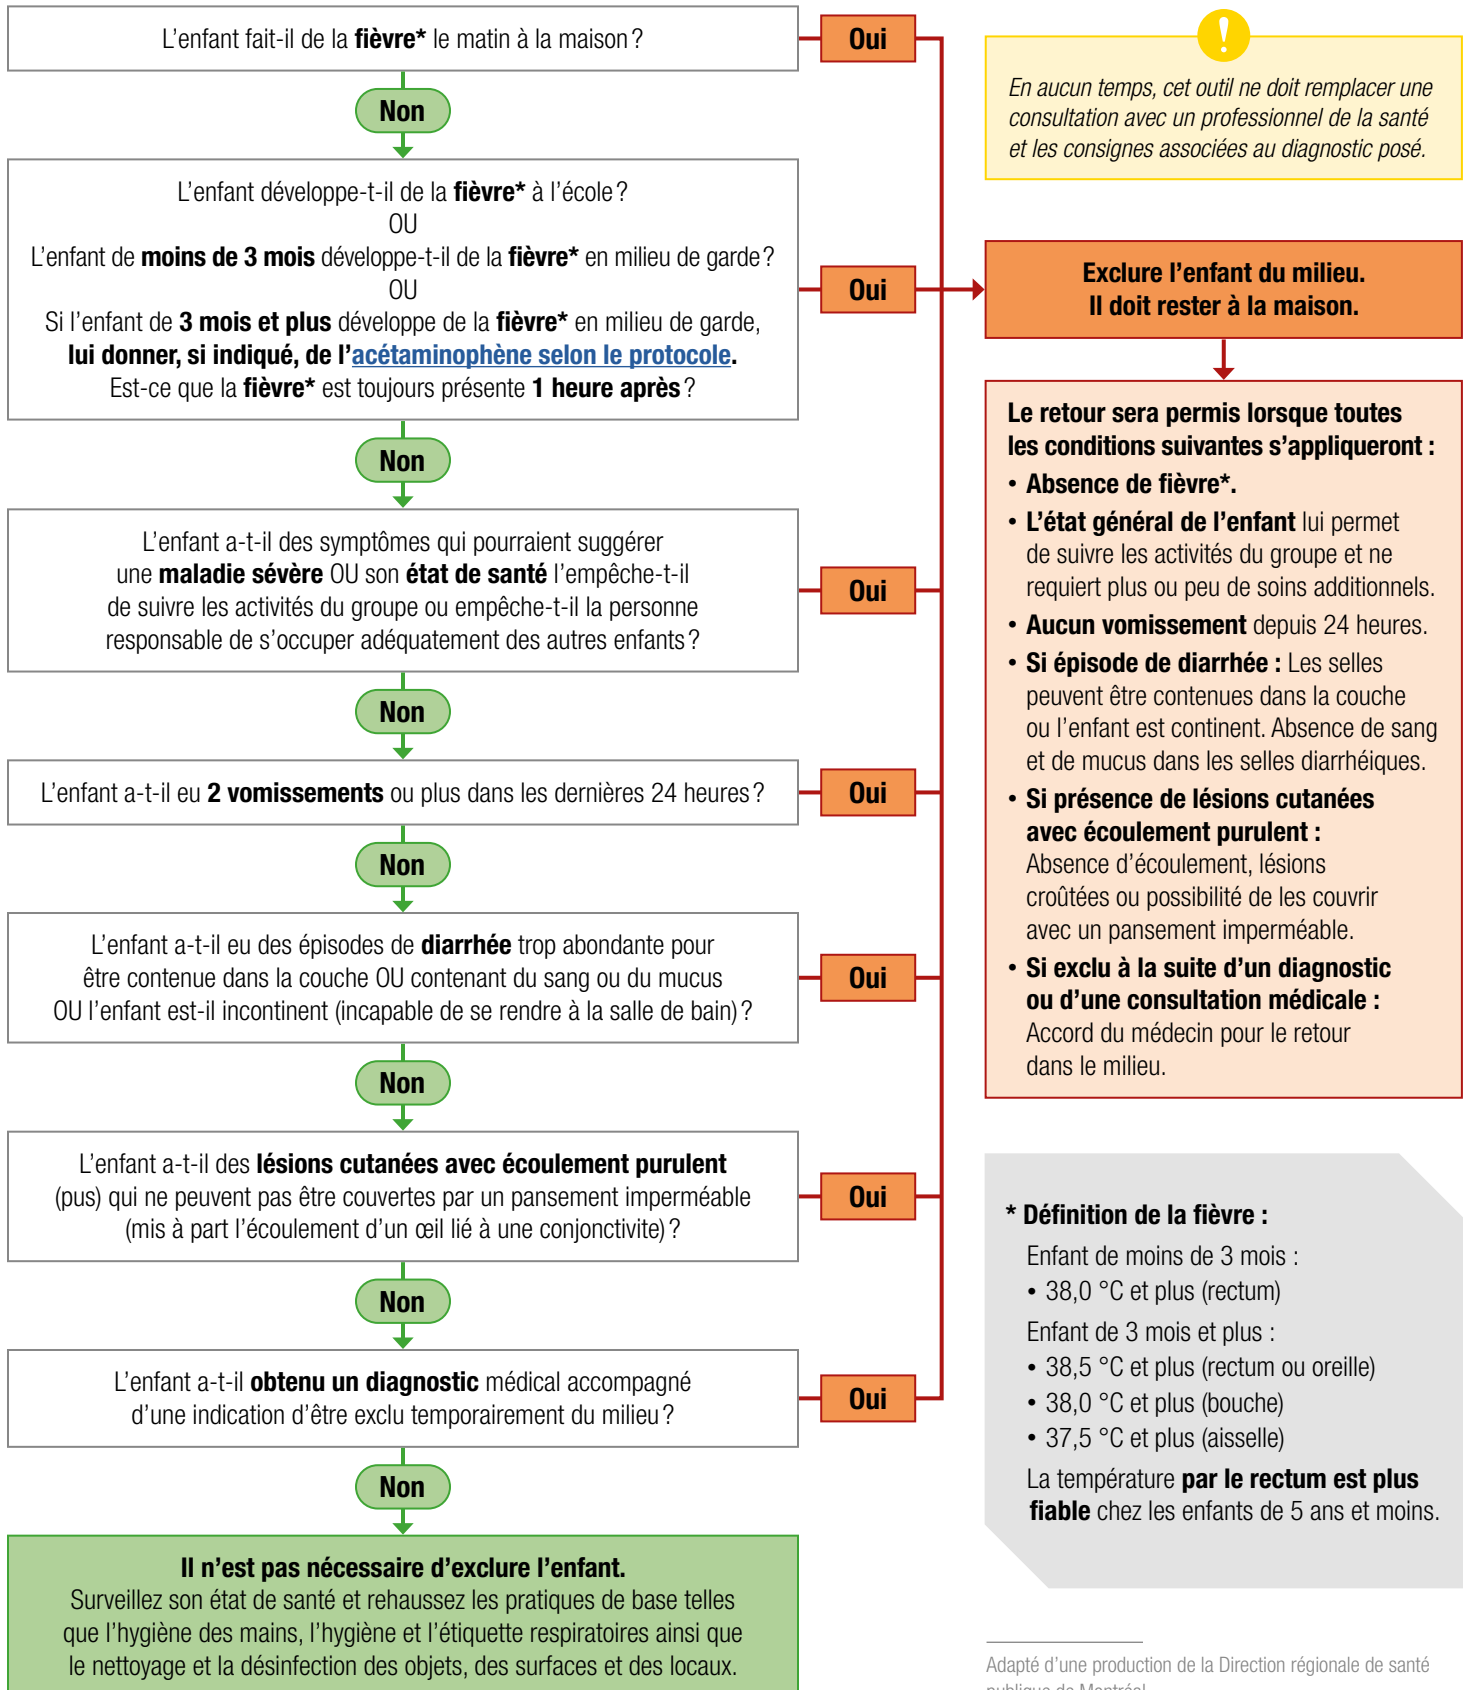 L'enfant fait-il de la fièvre* le matin à la maison ?
Oui
Non
L'enfant développe-t-il de la fièvre* à l'école ?
OU
L'enfant de moins de 3 mois développe-t-il de la fièvre* en milieu de garde ?
OU
Si l'enfant de 3 mois et plus développe de la fièvre* en milieu de garde,
lui donner, si indiqué, de l'acétaminophène selon le protocole.
Est-ce que la fièvre* est toujours présente 1 heure après ?
Oui
Non
L'enfant a-t-il des symptômes qui pourraient suggérer
une maladie sévère OU son état de santé l'empêche-t-il
de suivre les activités du groupe ou empêche-t-il la personne
responsable de s'occuper adéquatement des autres enfants ?
Oui
Non
L'enfant a-t-il eu 2 vomissements ou plus dans les dernières 24 heures ?
Oui
Non
L'enfant a-t-il eu des épisodes de diarrhée trop abondante pour
être contenue dans la couche OU contenant du sang ou du mucus
OU l'enfant est-il incontinent (incapable de se rendre à la salle de bain) ?
Oui
Non
L'enfant a-t-il des lésions cutanées avec écoulement purulent
(pus) qui ne peuvent pas être couvertes par un pansement imperméable
(mis à part l'écoulement d'un œil lié à une conjonctivite) ?
Oui
Non
L'enfant a-t-il obtenu un diagnostic médical accompagné
d'une indication d'être exclu temporairement du milieu ?
Oui
Non
Il n'est pas nécessaire d'exclure l'enfant.
Surveillez son état de santé et rehaussez les pratiques de base telles
que l'hygiène des mains, l'hygiène et l'étiquette respiratoires ainsi que
le nettoyage et la désinfection des objets, des surfaces et des locaux.
!
En aucun temps, cet outil ne doit remplacer une
consultation avec un professionnel de la santé
et les consignes associées au diagnostic posé.
Exclure l'enfant du milieu.
Il doit rester à la maison.
Le retour sera permis lorsque toutes
les conditions suivantes s'appliqueront :
• Absence de fièvre*.
• L'état général de l'enfant lui permet
de suivre les activités du groupe et ne
requiert plus ou peu de soins additionnels.
• Aucun vomissement depuis 24 heures.
• Si épisode de diarrhée : Les selles
peuvent être contenues dans la couche
ou l'enfant est continent. Absence de sang
et de mucus dans les selles diarrhéiques.
• Si présence de lésions cutanées
avec écoulement purulent :
Absence d'écoulement, lésions
croûtées ou possibilité de les couvrir
avec un pansement imperméable.
• Si exclu à la suite d'un diagnostic
ou d'une consultation médicale :
Accord du médecin pour le retour
dans le milieu.
* Définition de la fièvre :
Enfant de moins de 3 mois :
• 38,0 °C et plus (rectum)
Enfant de 3 mois et plus :
• 38,5 °C et plus (rectum ou oreille)
• 38,0 °C et plus (bouche)
• 37,5 °C et plus (aisselle)
La température par le rectum est plus
fiable chez les enfants de 5 ans et moins.
Adapté d'une production de la Direction régionale de santé
publique de Montréal